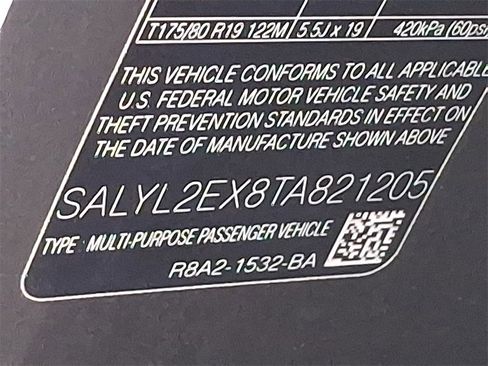 T175/80 R19 122M 5.5J x 19 420kPa (60psi
THIS VEHICLE CONFORMS TO ALL APPLICABLE
U.S. FEDERAL MOTOR VEHICLE SAFETY AND
THEFT PREVENTION STANDARDS IN EFFECT ON
THE DATE OF MANUFACTURE SHOWN ABOVE
SALYL2EX8TA821205
TYPE : MULTI-PURPOSE PASSENGER VEHICLE
R8A2-1532-BA